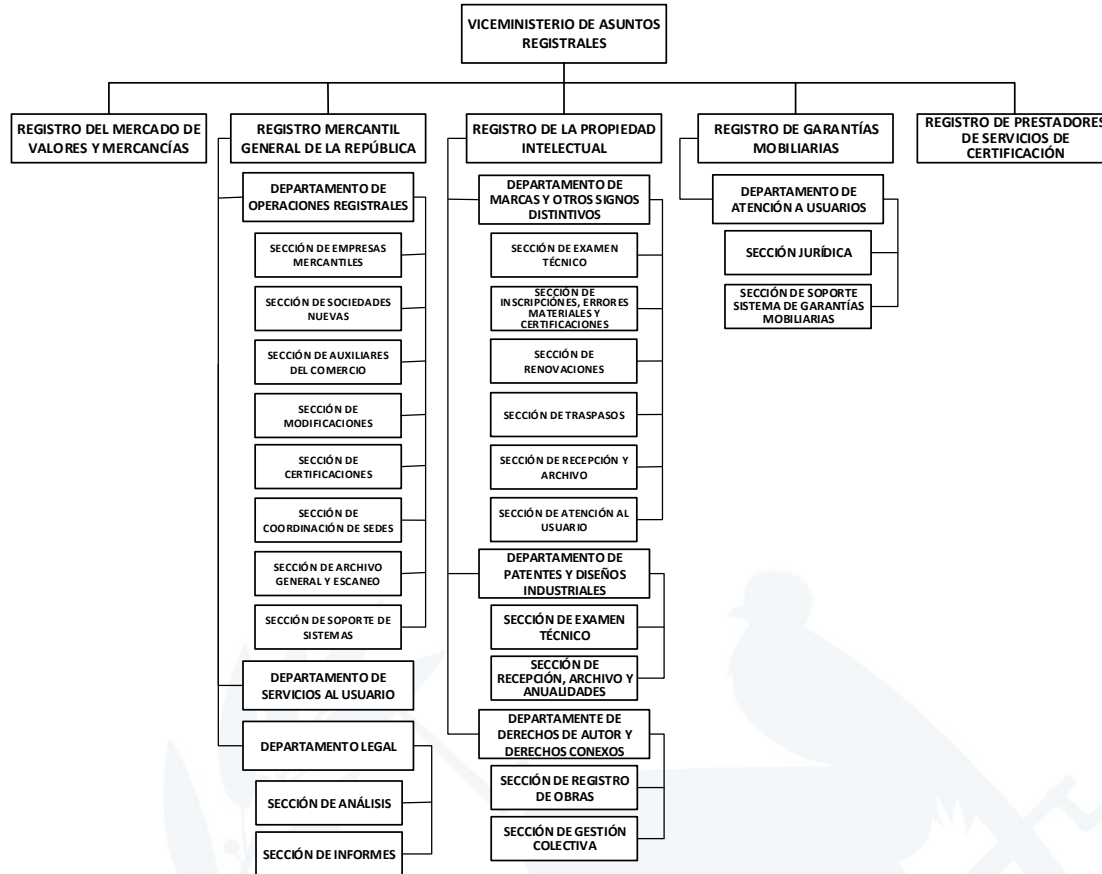 VICEMINISTERIO DE ASUNTOS
REGISTRALES
REGISTRO DEL MERCADO DE
VALORES Y MERCANCÍAS
REGISTRO MERCANTIL
GENERAL DE LA REPÚBLICA
DEPARTAMENTO DE
OPERACIONES REGISTRALES
SECCIÓN DE EMPRESAS
MERCANTILES
SECCIÓN DE SOCIEDADES
NUEVAS
SECCIÓN DE AUXILIARES
DEL COMERCIO
SECCIÓN DE
MODIFICACIONES
SECCIÓN DE
CERTIFICACIONES
SECCIÓN DE
COORDINACIÓN DE SEDES
SECCIÓN DE ARCHIVO
GENERAL Y ESCANEO
SECCIÓN DE SOPORTE DE
SISTEMAS
DEPARTAMENTO DE
SERVICIOS AL USUARIO
DEPARTAMENTO LEGAL
SECCIÓN DE ANÁLISIS
SECCIÓN DE INFORMES
REGISTRO DE LA PROPIEDAD
INTELECTUAL
DEPARTAMENTO DE
MARCAS Y OTROS SIGNOS
DISTINTIVOS
SECCIÓN DE EXAMEN
TÉCNICO
SECCIÓN DE
INSCRIPCIÓNES, ERRORES
MATERIALES Y
CERTIFICACIONES
SECCIÓN DE
RENOVACIONES
SECCIÓN DE TRASPASOS
SECCIÓN DE RECEPCIÓN Y
ARCHIVO
SECCIÓN DE ATENCIÓN AL
USUARIO
DEPARTAMENTO DE
PATENTES Y DISEÑOS
INDUSTRIALES
SECCIÓN DE EXAMEN
TÉCNICO
SECCIÓN DE
RECEPCIÓN, ARCHIVO Y
ANUALIDADES
DEPARTAMENTE DE
DERECHOS DE AUTOR Y
DERECHOS CONEXOS
SECCIÓN DE REGISTRO
DE OBRAS
SECCIÓN DE GESTIÓN
COLECTIVA
REGISTRO DE GARANTÍAS
MOBILIARIAS
DEPARTAMENTO DE
ATENCIÓN A USUARIOS
SECCIÓN JURÍDICA
SECCIÓN DE SOPORTE
SISTEMA DE GARANTÍAS
MOBILIARIAS
REGISTRO DE PRESTADORES
DE SERVICIOS DE
CERTIFICACIÓN